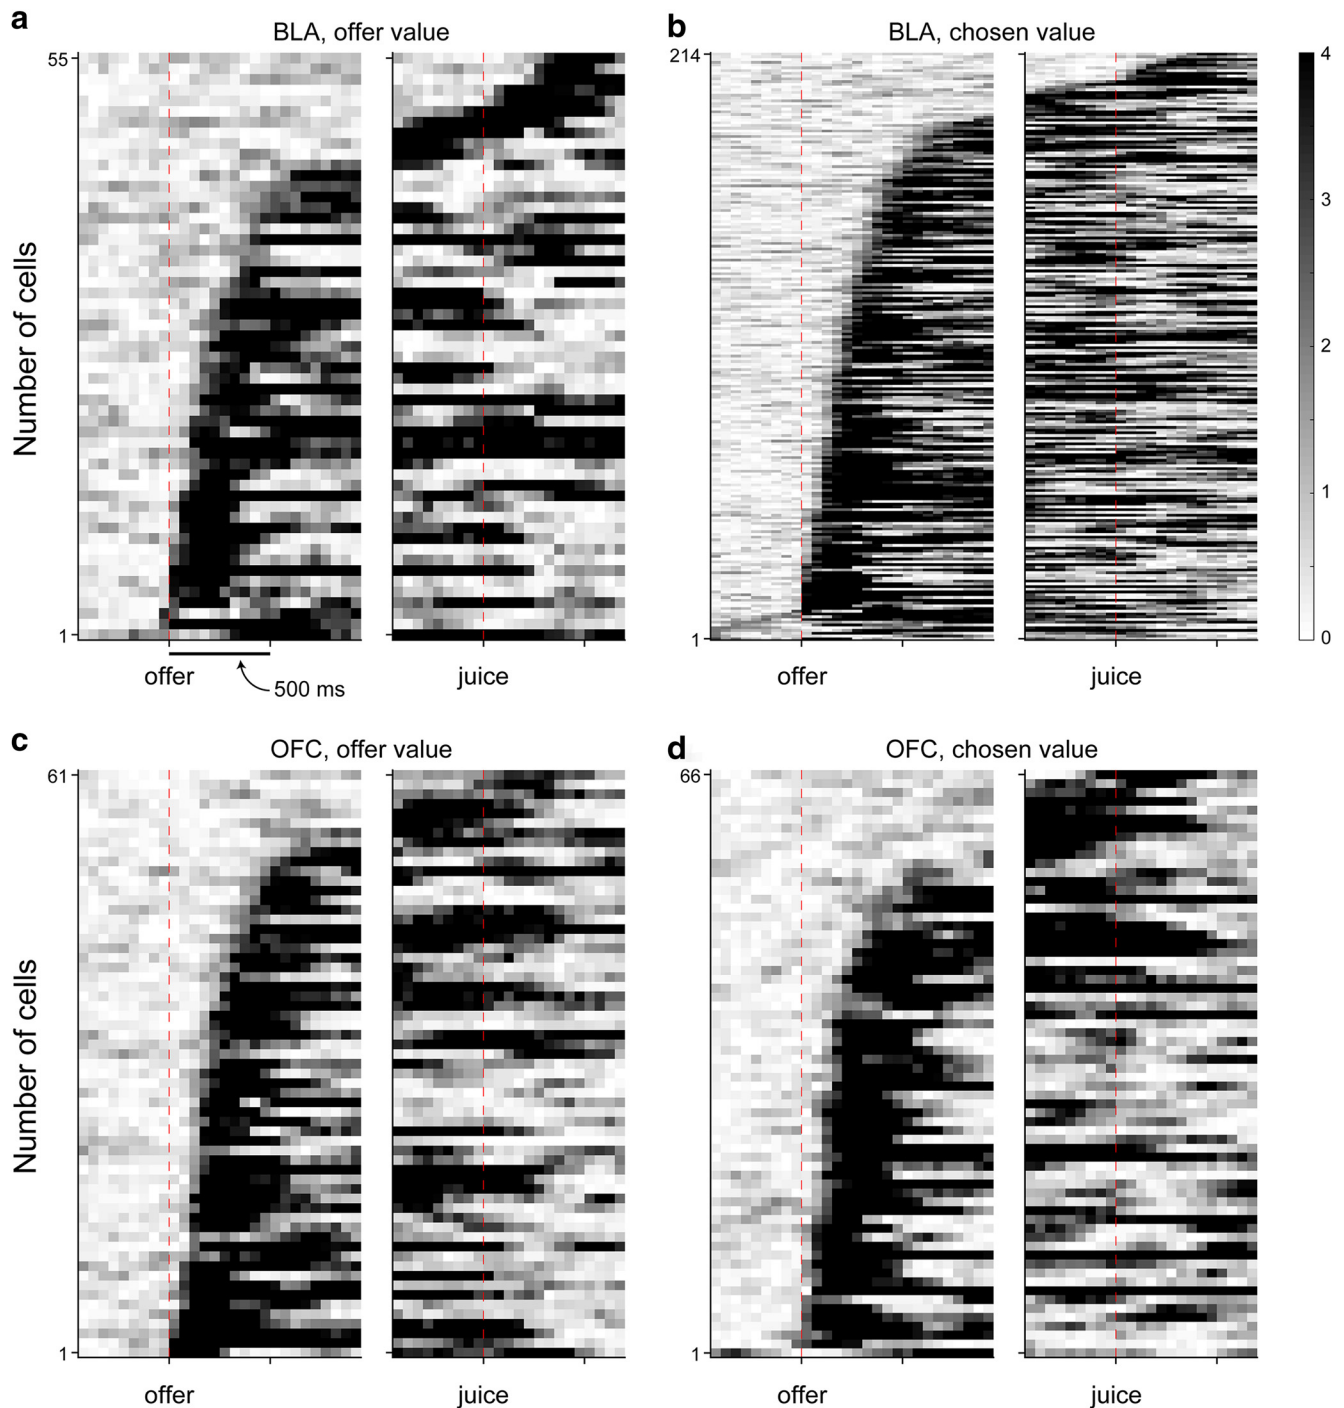 a
BLA, offer value
55
Number of cells
1
offer
500 ms
juice
b
BLA, chosen value
214
1
offer
juice
4
3
2
1
0
c
OFC, offer value
61
Number of cells
1
offer
juice
d
OFC, chosen value
66
1
offer
juice